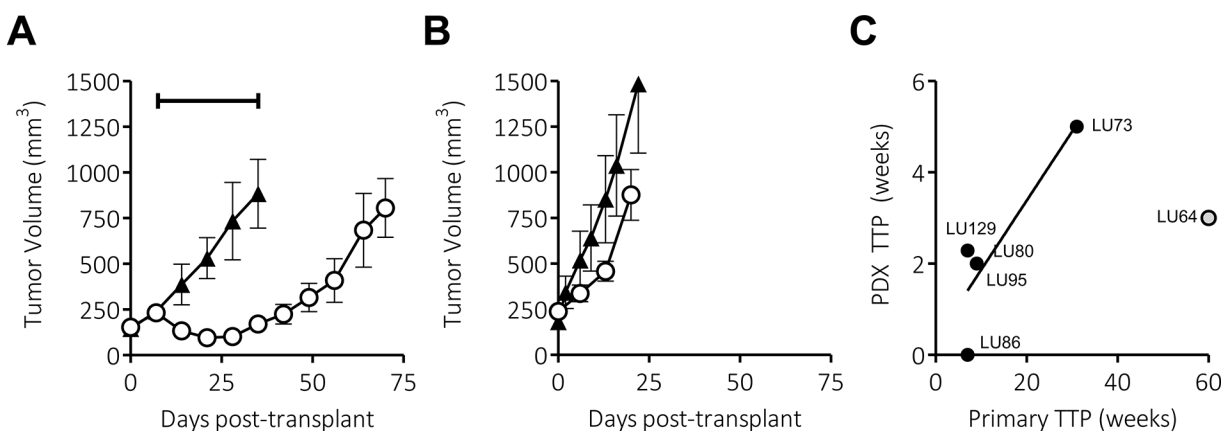 A
Tumor Volume (mm3)
1500
1250
1000
750
500
250
0
0
25
50
75
Days post-transplant
B
Tumor Volume (mm3)
1500
1250
1000
750
500
250
0
0
25
50
75
Days post-transplant
C
PDX TTP (weeks)
6
4
2
0
LU73
LU64
LU129
LU80
LU95
LU86
0
20
40
60
Primary TTP (weeks)